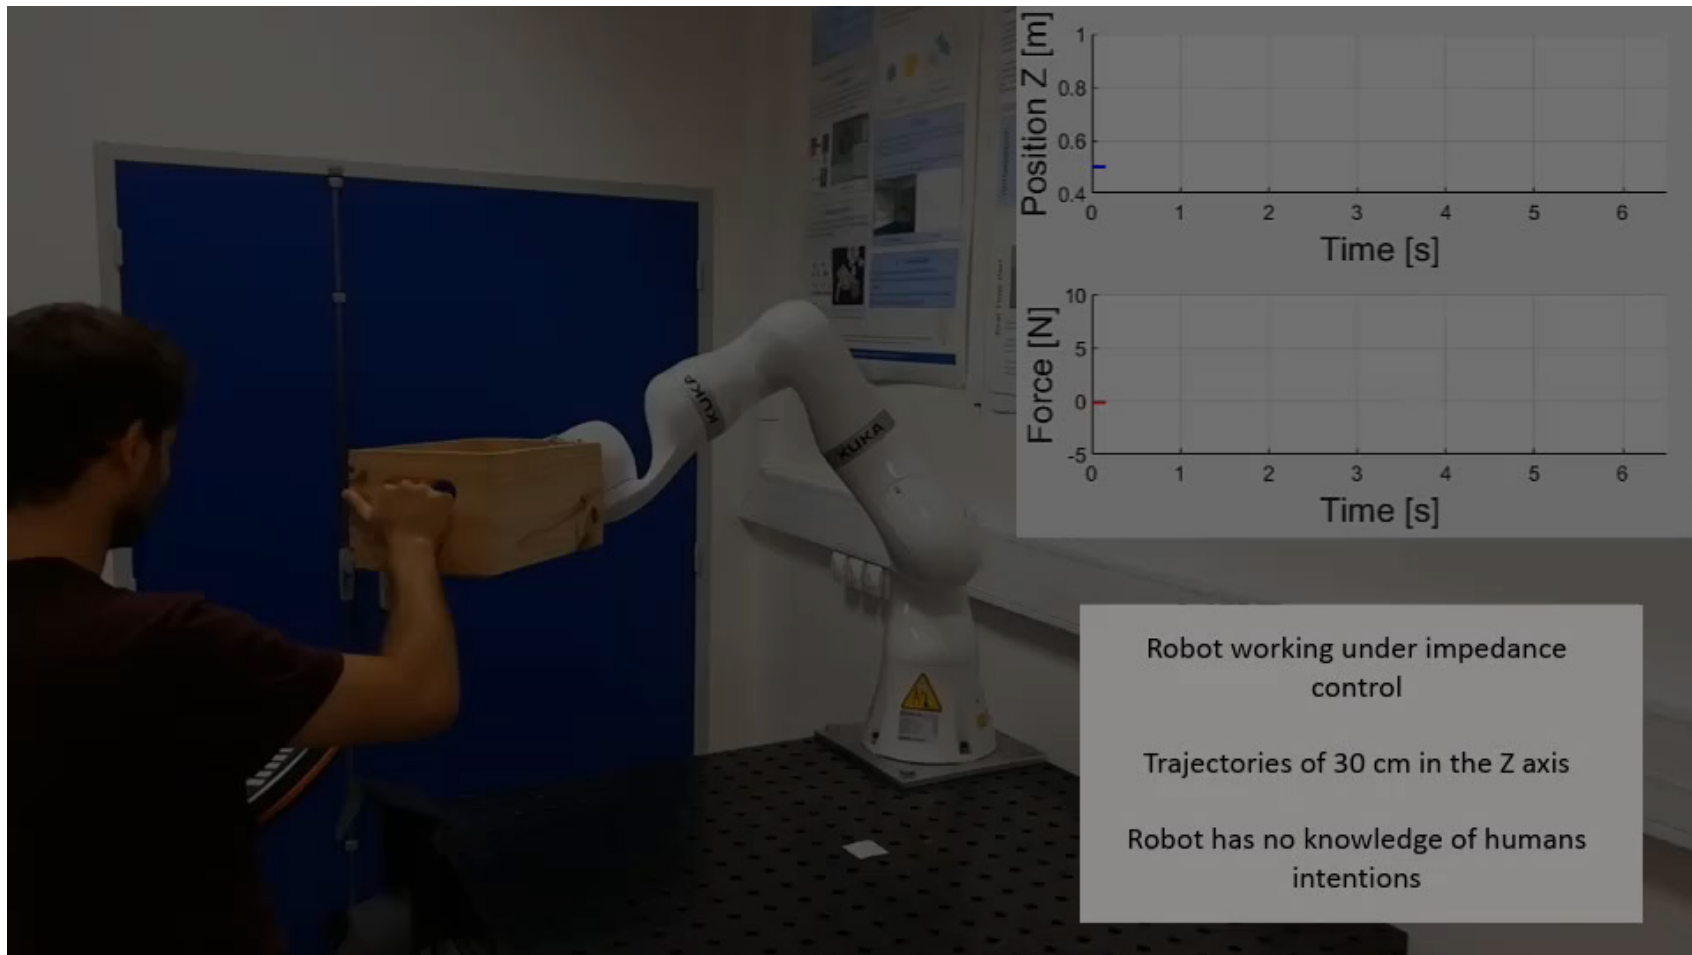 Position Z [m]
1
0.8
0.6
0.4
0 1 2 3 4 5 6
Time [s]
Force [N]
10
5
0
-5
0 1 2 3 4 5 6
Time [s]
KUKA
KUKA
Robot working under impedance
control
Trajectories of 30 cm in the Z axis
Robot has no knowledge of humans
intentions